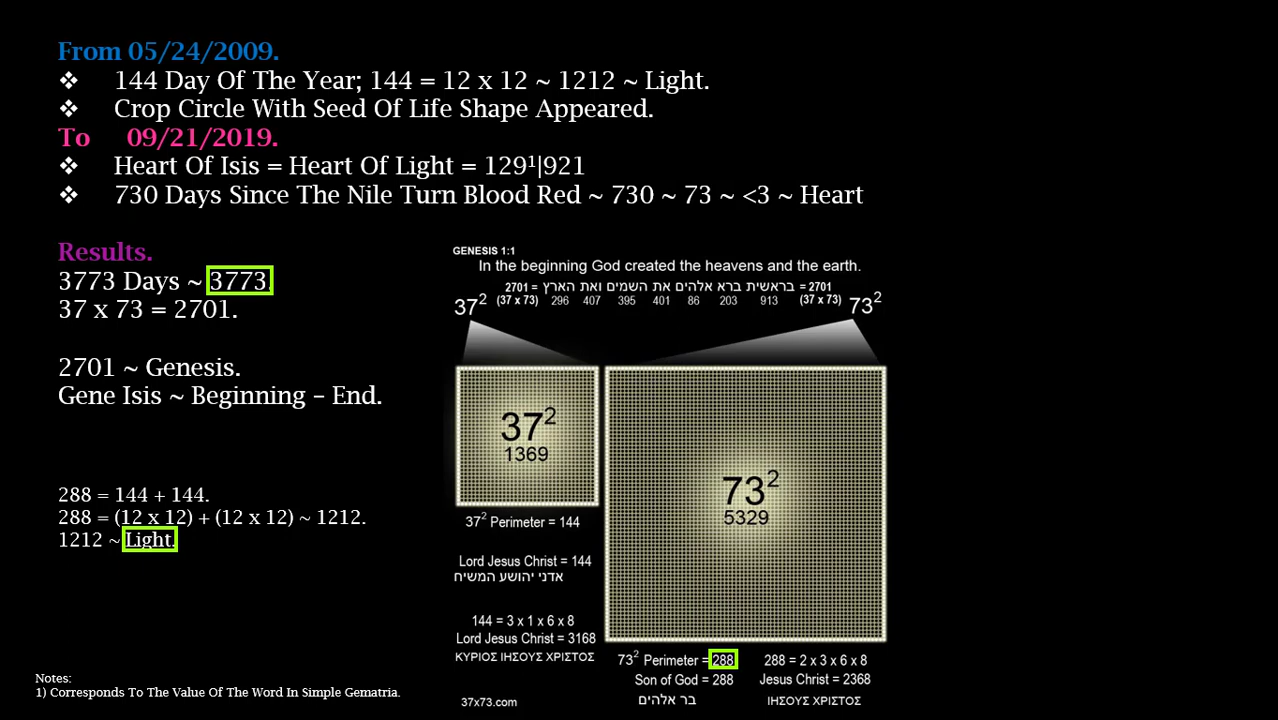 From 05/24/2009.
❖ 144 Day Of The Year; 144 = 12 x 12 ~ 1212 ~ Light.
❖ Crop Circle With Seed Of Life Shape Appeared.
To 09/21/2019.
❖ Heart Of Isis = Heart Of Light = 129¹|921
❖ 730 Days Since The Nile Turn Blood Red ~ 730 ~ 73 ~ <3 ~ Heart
Results.
3773 Days ~ 3773.
37 x 73 = 2701.
2701 ~ Genesis.
Gene Isis ~ Beginning – End.
288 = 144 + 144.
288 = (12 x 12) + (12 x 12) ~ 1212.
1212 ~ Light.
Notes:
1) Corresponds To The Value Of The Word In Simple Gematria.
GENESIS 1:1
In the beginning God created the heavens and the earth.
2701 = בראשית ברא אלהים את השמים ואת הארץ = 2701
(37 x 73) 296 407 395 401 86 203 913 (37 x 73)
37² 73²
37²
1369
73²
5329
37² Perimeter = 144
Lord Jesus Christ = 144
אדני יהושע המשיח
144 = 3 x 1 x 6 x 8
Lord Jesus Christ = 3168
ΚΥΡΙΟΣ ΙΗΣΟΥΣ ΧΡΙΣΤΟΣ
37x73.com
73² Perimeter = 288
Son of God = 288
בר אלהים
288 = 2 x 3 x 6 x 8
Jesus Christ = 2368
ΙΗΣΟΥΣ ΧΡΙΣΤΟΣ